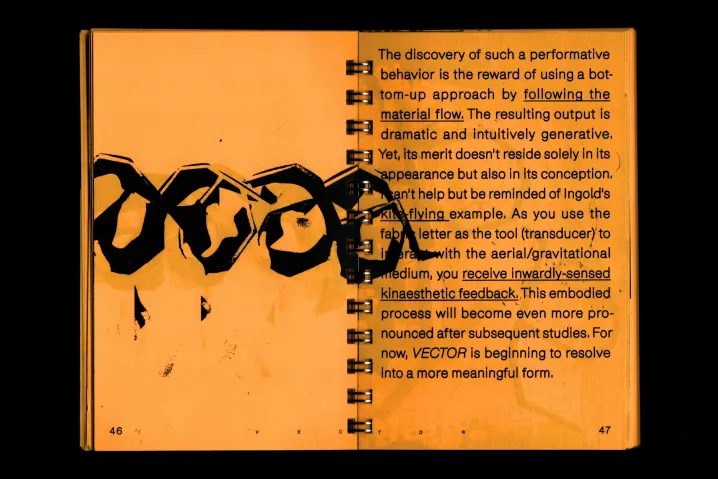 The discovery of such a performative
behavior is the reward of using a bot-
tom-up approach by following the
material flow. The resulting output is
dramatic and intuitively generative.
Yet, its merit doesn't reside solely in its
appearance but also in its conception.
I can't help but be reminded of Ingold's
kite-flying example. As you use the
fabric letter as the tool (transducer) to
interact with the aerial/gravitational
medium, you receive inwardly-sensed
kinaesthetic feedback. This embodied
process will become even more pro-
nounced after subsequent studies. For
now, VECTOR is beginning to resolve
into a more meaningful form.
46
V E C T O R
47